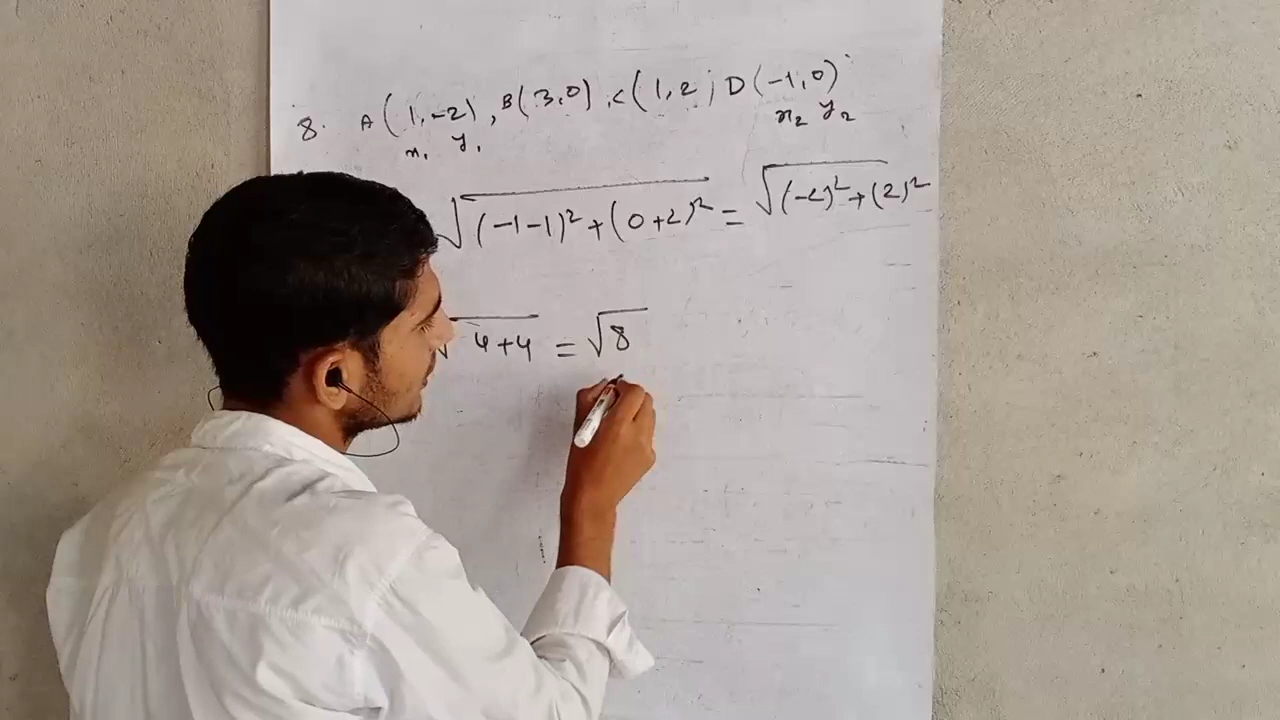 8. A(1,-2), B(3,0), C(1,2; D(-1,0)
x₁ y₁ x₂ y₂
√(-1-1)² + (0+2)² = √(-2)² + (2)²
√4+4 = √8